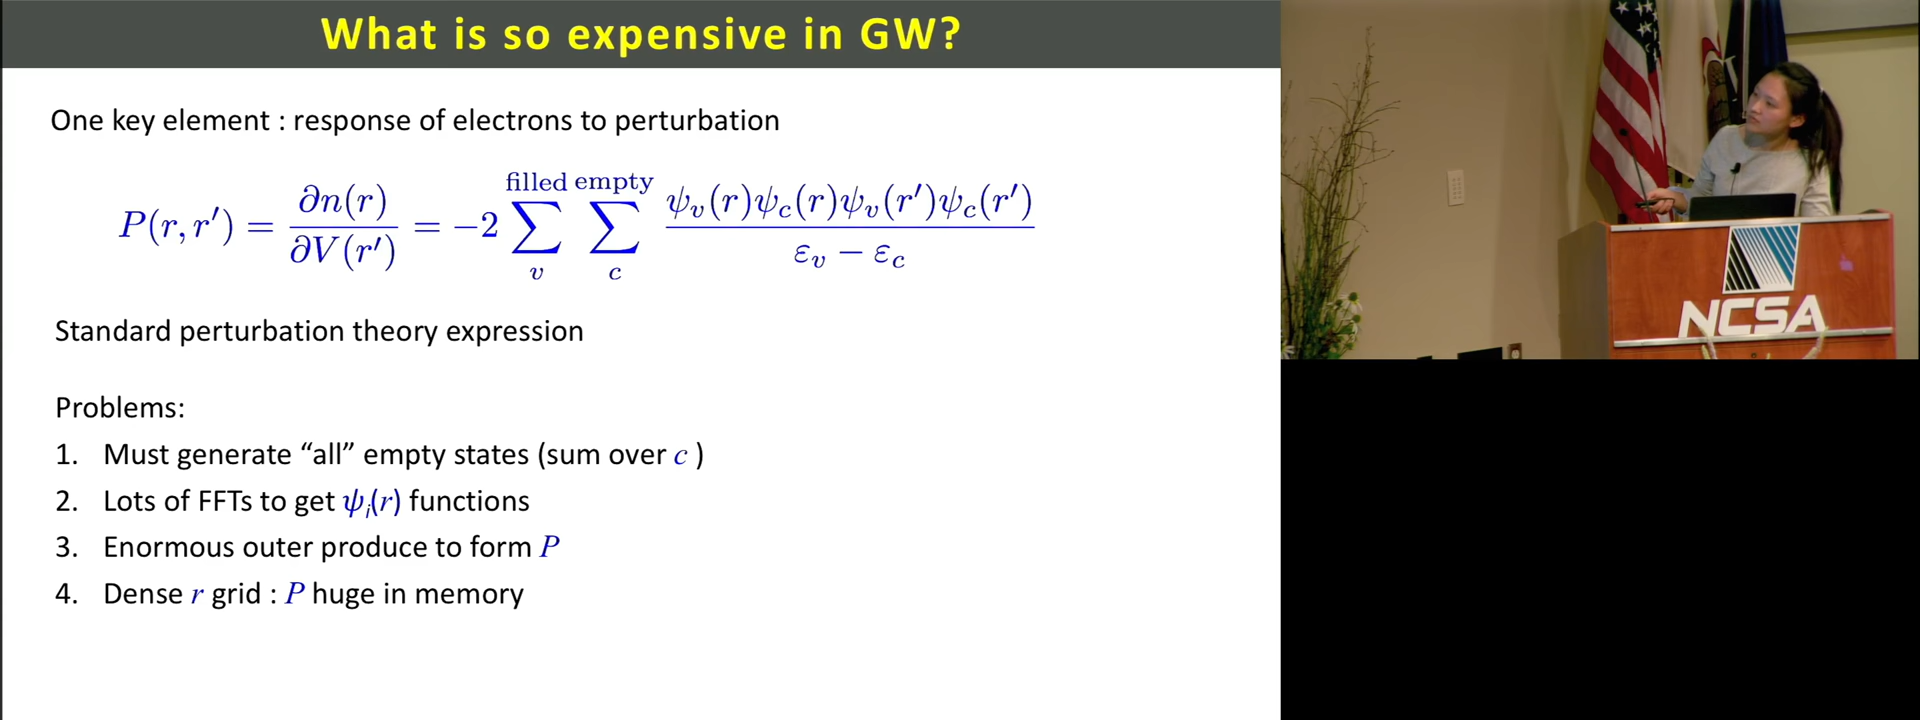 What is so expensive in GW?
One key element : response of electrons to perturbation
P(r, r′) = ∂n(r)/∂V(r′) = −2 ∑_v^filled ∑_c^empty ψ_v(r)ψ_c(r)ψ_v(r′)ψ_c(r′)/(ε_v − ε_c)
Standard perturbation theory expression
Problems:
1. Must generate “all” empty states (sum over c )
2. Lots of FFTs to get ψ_i(r) functions
3. Enormous outer produce to form P
4. Dense r grid : P huge in memory
NCSA